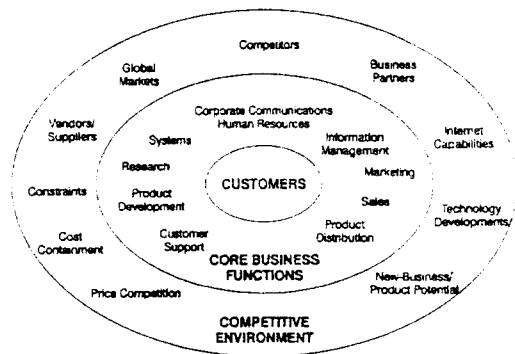 Competitors
Global
Markets
Business
Partners
Vendors/
Suppliers
Corporate Communications
Human Resources
Systems
Information
Management
Internet
Capabilities
Research
Marketing
CUSTOMERS
Constraints
Product
Development
Sales
Technology
Developments/
Customer
Support
Product
Distribution
Cost
Containment
CORE BUSINESS
FUNCTIONS
New Business/
Product Potential
Price Competition
COMPETITIVE
ENVIRONMENT